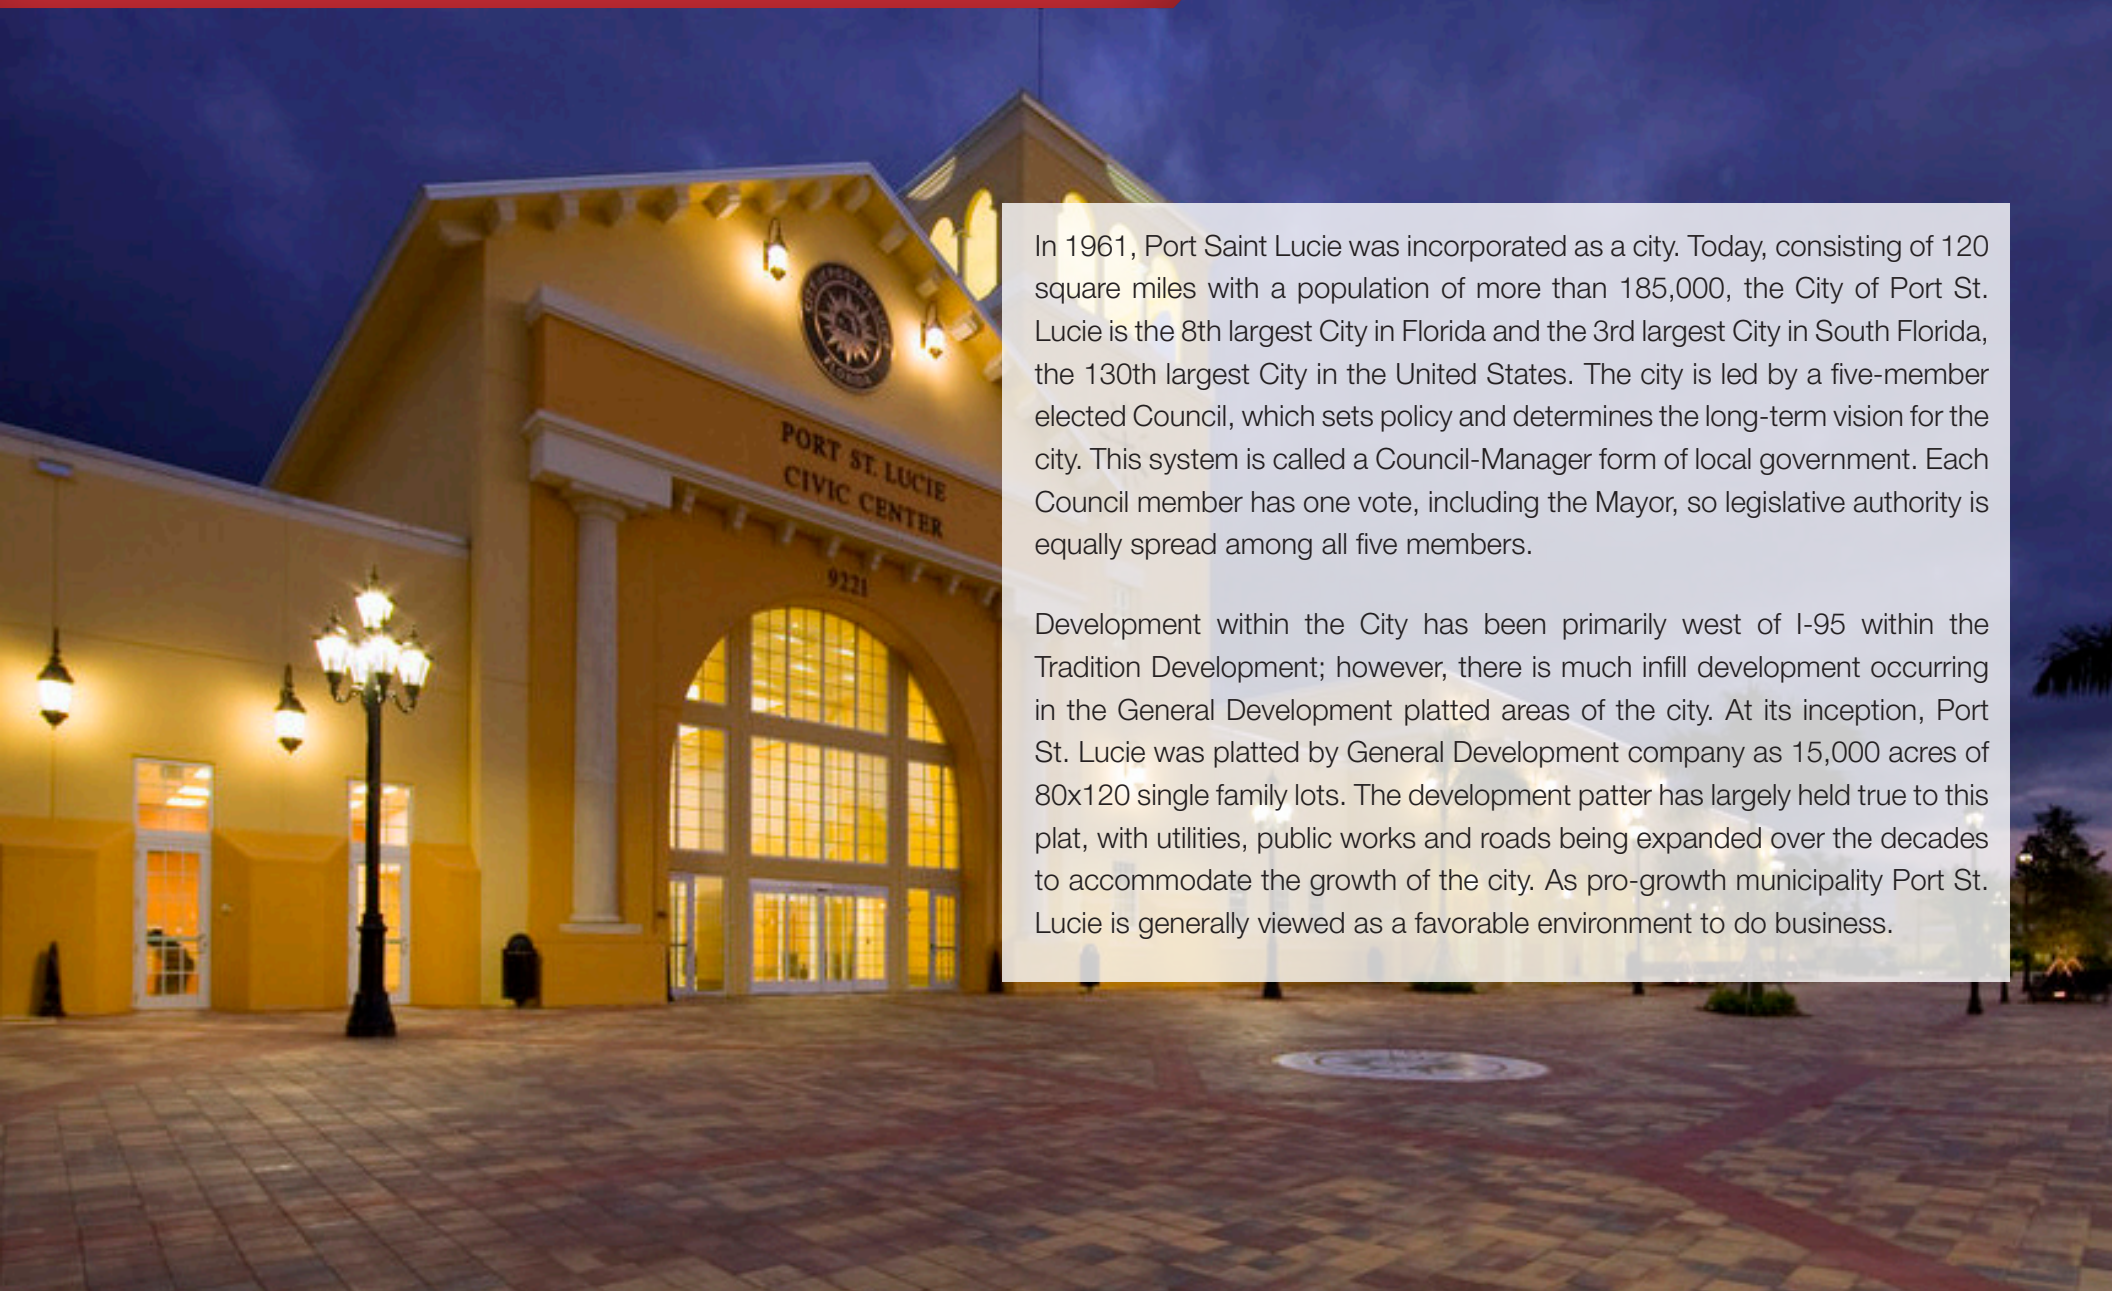 CITY OF PORT ST. LUCIE
FLORIDA
PORT ST. LUCIE
CIVIC CENTER
9221
In 1961, Port Saint Lucie was incorporated as a city. Today, consisting of 120
square miles with a population of more than 185,000, the City of Port St.
Lucie is the 8th largest City in Florida and the 3rd largest City in South Florida,
the 130th largest City in the United States. The city is led by a five-member
elected Council, which sets policy and determines the long-term vision for the
city. This system is called a Council-Manager form of local government. Each
Council member has one vote, including the Mayor, so legislative authority is
equally spread among all five members.
Development within the City has been primarily west of I-95 within the
Tradition Development; however, there is much infill development occurring
in the General Development platted areas of the city. At its inception, Port
St. Lucie was platted by General Development company as 15,000 acres of
80x120 single family lots. The development patter has largely held true to this
plat, with utilities, public works and roads being expanded over the decades
to accommodate the growth of the city. As pro-growth municipality Port St.
Lucie is generally viewed as a favorable environment to do business.